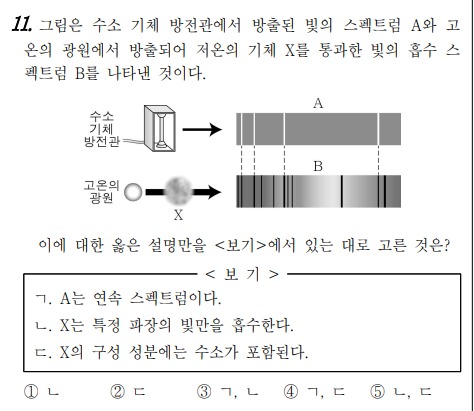 11. 그림은 수소 기체 방전관에서 방출된 빛의 스펙트럼 A와 고
온의 광원에서 방출되어 저온의 기체 X를 통과한 빛의 흡수 스
펙트럼 B를 나타낸 것이다.
수소
기체
방전관
A
고온의
광원
X
B
이에 대한 옳은 설명만을 <보기>에서 있는 대로 고른 것은?
< 보 기 >
ㄱ. A는 연속 스펙트럼이다.
ㄴ. X는 특정 파장의 빛만을 흡수한다.
ㄷ. X의 구성 성분에는 수소가 포함된다.
① ㄴ ② ㄷ ③ ㄱ, ㄴ ④ ㄱ, ㄷ ⑤ ㄴ, ㄷ